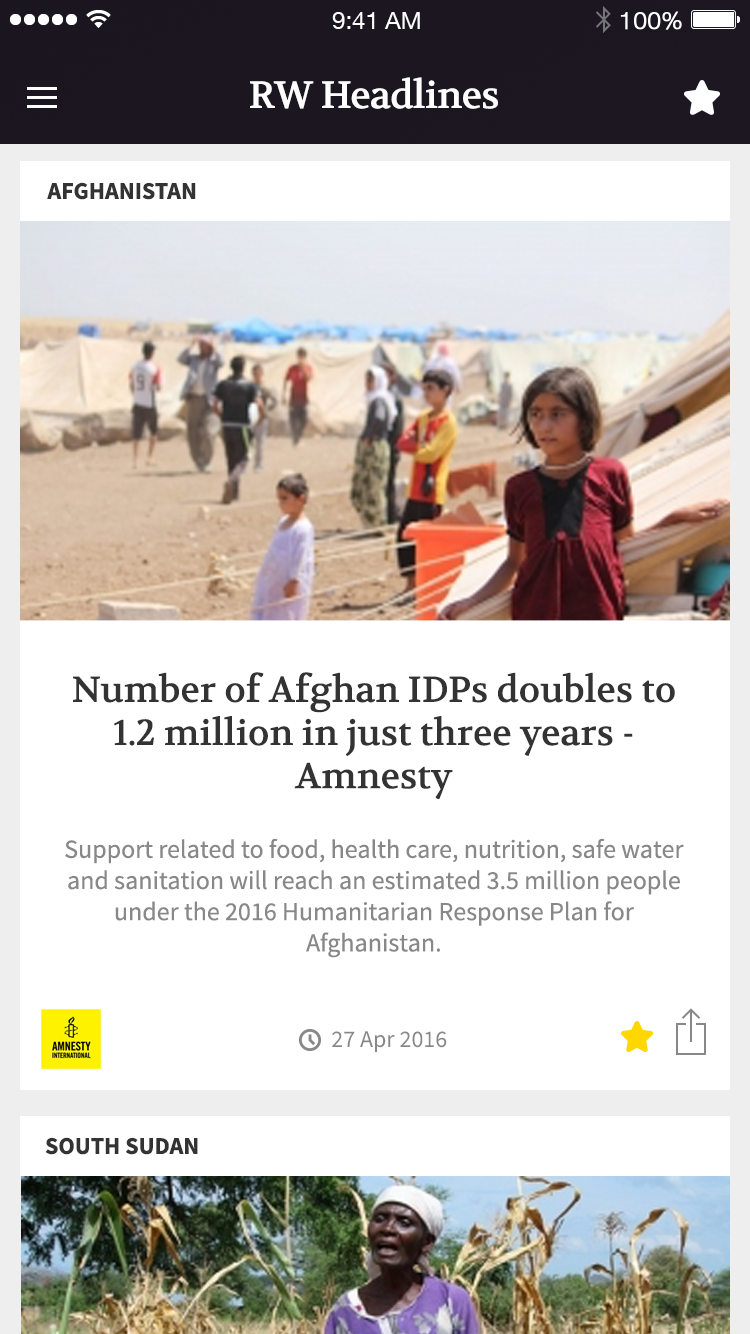 9:41 AM
100%
RW Headlines
AFGHANISTAN
Number of Afghan IDPs doubles to
1.2 million in just three years -
Amnesty
Support related to food, health care, nutrition, safe water
and sanitation will reach an estimated 3.5 million people
under the 2016 Humanitarian Response Plan for
Afghanistan.
AMNESTY
INTERNATIONAL
27 Apr 2016
SOUTH SUDAN